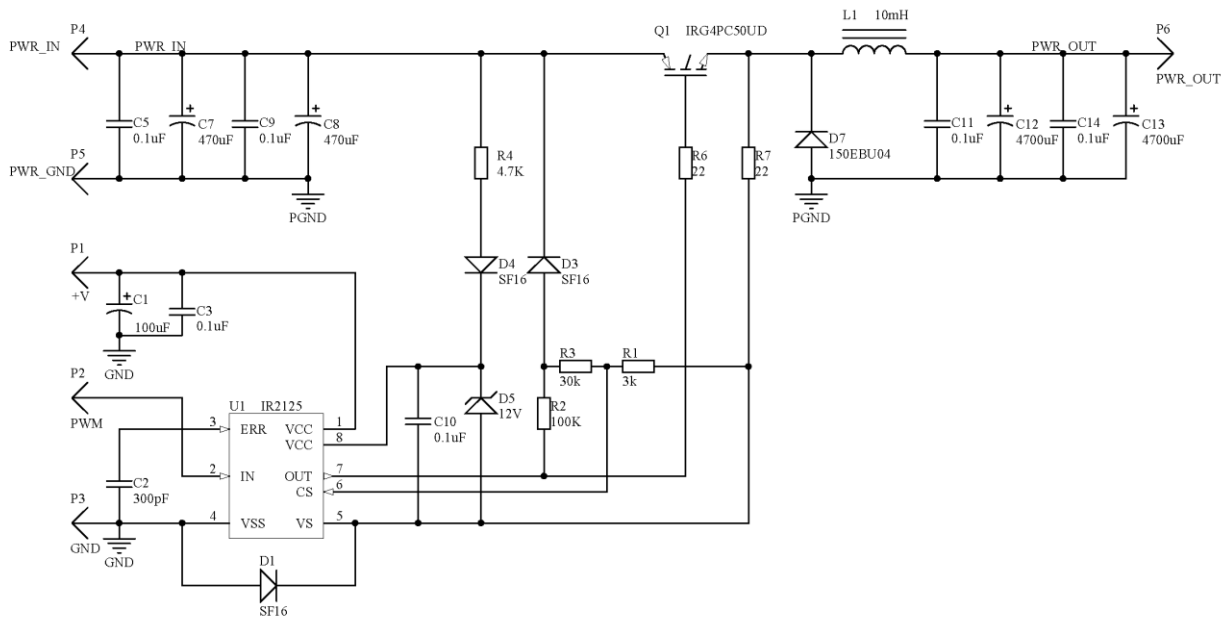 P4
PWR_IN
PWR_IN
C5
0.1uF
+
C7
470uF
C9
0.1uF
+
C8
470uF
P5
PWR_GND
PGND
Q1 IRG4PC50UD
L1 10mH
PWR_OUT
P6
PWR_OUT
R4
4.7K
R6
22
R7
22
D7
150EBU04
PGND
C11
0.1uF
+
C12
4700uF
C14
0.1uF
+
C13
4700uF
P1
+V
+
C1
100uF
C3
0.1uF
GND
D4
SF16
D3
SF16
R3
30k
R1
3k
R2
100K
D5
12V
C10
0.1uF
P2
PWM
U1 IR2125
3 ERR
VCC 1
VCC 8
2 IN
OUT 7
CS 6
4 VSS
VS 5
C2
300pF
P3
GND
GND
D1
SF16